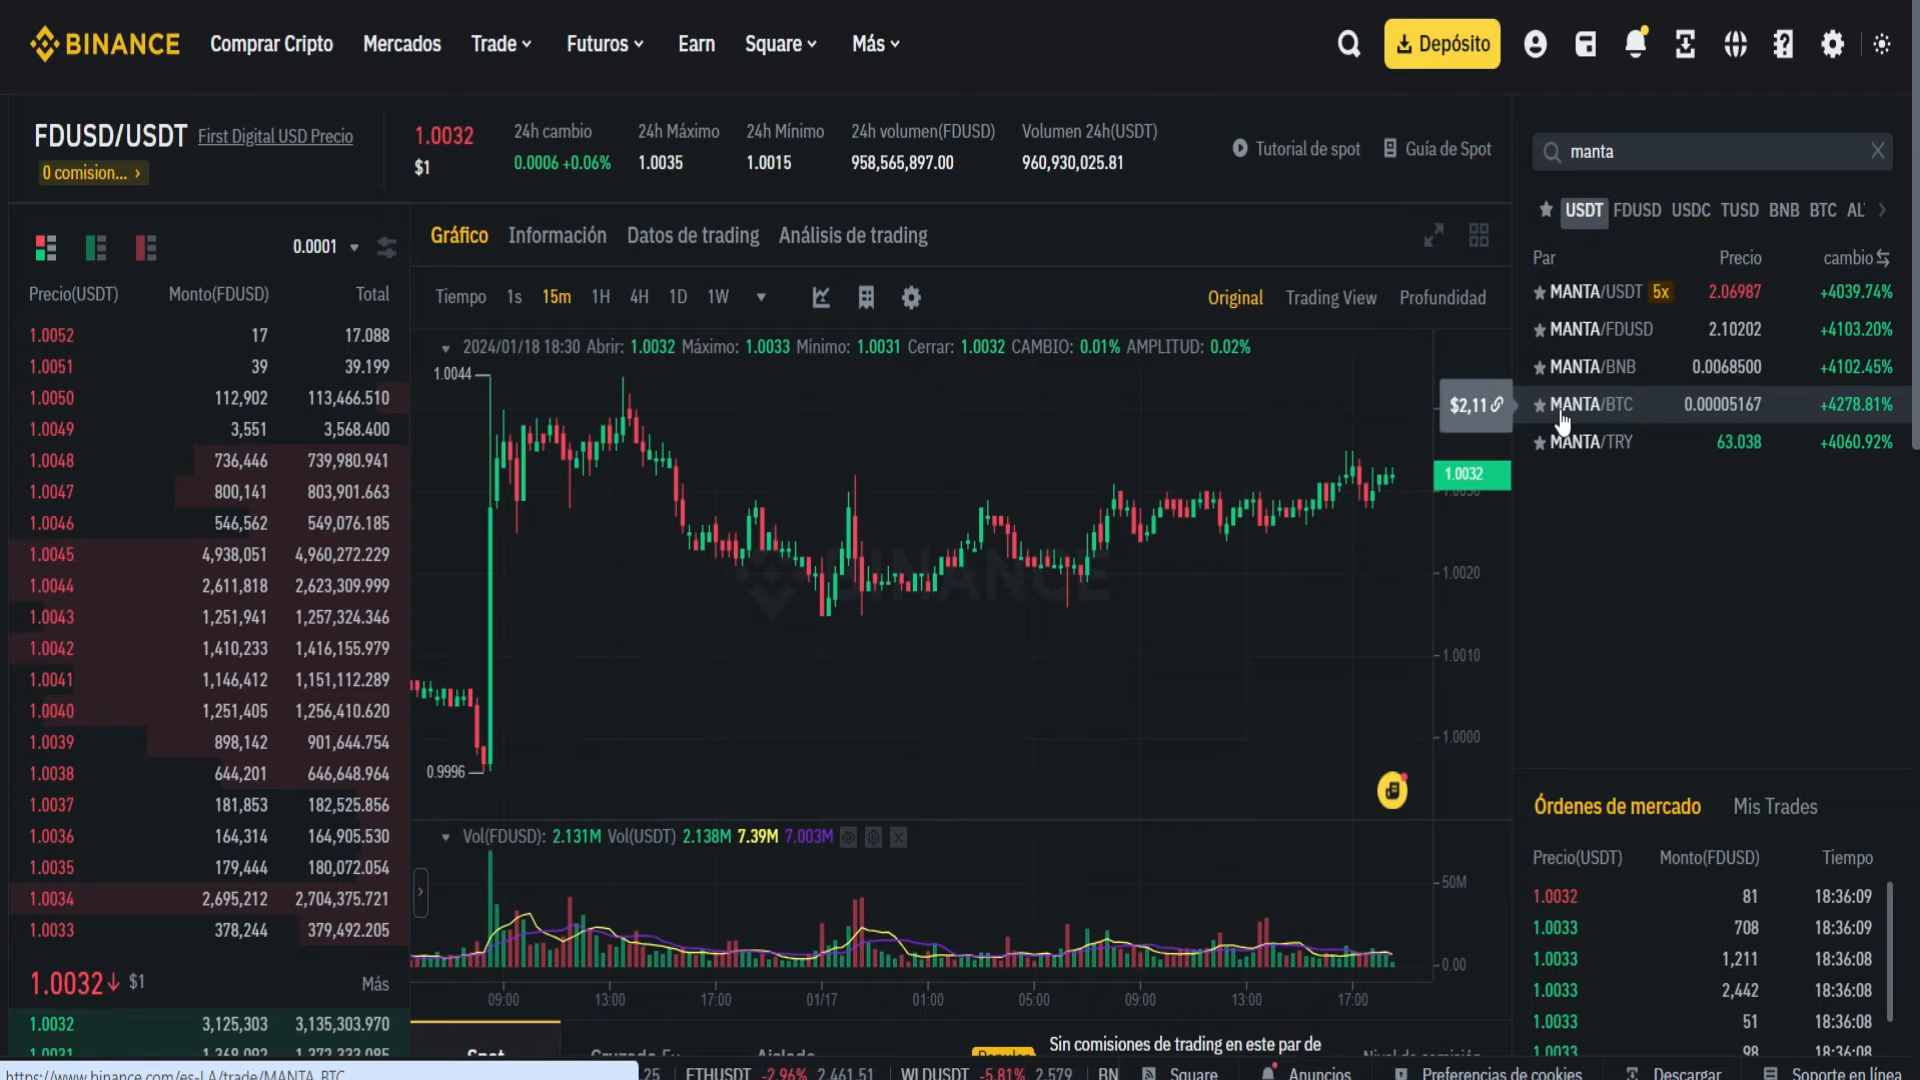 BINANCE Comprar Cripto Mercados Trade Futuros Earn Square Más Depósito
FDUSD/USDT First Digital USD Precio
0 comision... ›
1.0032
$1
24h cambio
0.0006 +0.06%
24h Máximo
1.0035
24h Mínimo
1.0015
24h volumen(FDUSD)
958,565,897.00
Volumen 24h(USDT)
960,930,025.81
Tutorial de spot Guía de Spot
0.0001
Precio(USDT) Monto(FDUSD) Total
1.0052 17 17.088
1.0051 39 39.199
1.0050 112,902 113,466.510
1.0049 3,551 3,568.400
1.0048 736,446 739,980.941
1.0047 800,141 803,901.663
1.0046 546,562 549,076.185
1.0045 4,938,051 4,960,272.229
1.0044 2,611,818 2,623,309.999
1.0043 1,251,941 1,257,324.346
1.0042 1,410,233 1,416,155.979
1.0041 1,146,412 1,151,112.289
1.0040 1,251,405 1,256,410.620
1.0039 898,142 901,644.754
1.0038 644,201 646,648.964
1.0037 181,853 182,525.856
1.0036 164,314 164,905.530
1.0035 179,444 180,072.054
1.0034 2,695,212 2,704,375.721
1.0033 378,244 379,492.205
1.0032↓ $1 Más
1.0032 3,125,303 3,135,303.970
Gráfico Información Datos de trading Análisis de trading
Tiempo 1s 15m 1H 4H 1D 1W Original Trading View Profundidad
2024/01/18 18:30 Abrir: 1.0032 Máximo: 1.0033 Mínimo: 1.0031 Cerrar: 1.0032 CAMBIO: 0.01% AMPLITUD: 0.02%
1.0044
$2,11
1.0032
1.0020
BINANCE
1.0010
1.0000
0.9996
Vol(FDUSD): 2.131M Vol(USDT) 2.138M 7.39M 7.003M
50M
0.00
09:00 13:00 17:00 01/17 01:00 05:00 09:00 13:00 17:00
Sin comisiones de trading en este par de
manta
USDT FDUSD USDC TUSD BNB BTC AL
Par Precio cambio
MANTA/USDT 5x 2.06987 +4039.74%
MANTA/FDUSD 2.10202 +4103.20%
MANTA/BNB 0.0068500 +4102.45%
MANTA/BTC 0.00005167 +4278.81%
MANTA/TRY 63.038 +4060.92%
Órdenes de mercado Mis Trades
Precio(USDT) Monto(FDUSD) Tiempo
1.0032 81 18:36:09
1.0033 708 18:36:09
1.0033 1,211 18:36:08
1.0033 2,442 18:36:08
1.0033 51 18:36:08
1.0033 98 18:36:08
https://www.binance.com/es-LA/trade/MANTA_BTC
25 ETHUSDT -2.96% 2,461.51 WLDUSDT -5.81% 2.579 BN Square Anuncios Preferencias de cookies Descargar Soporte en línea